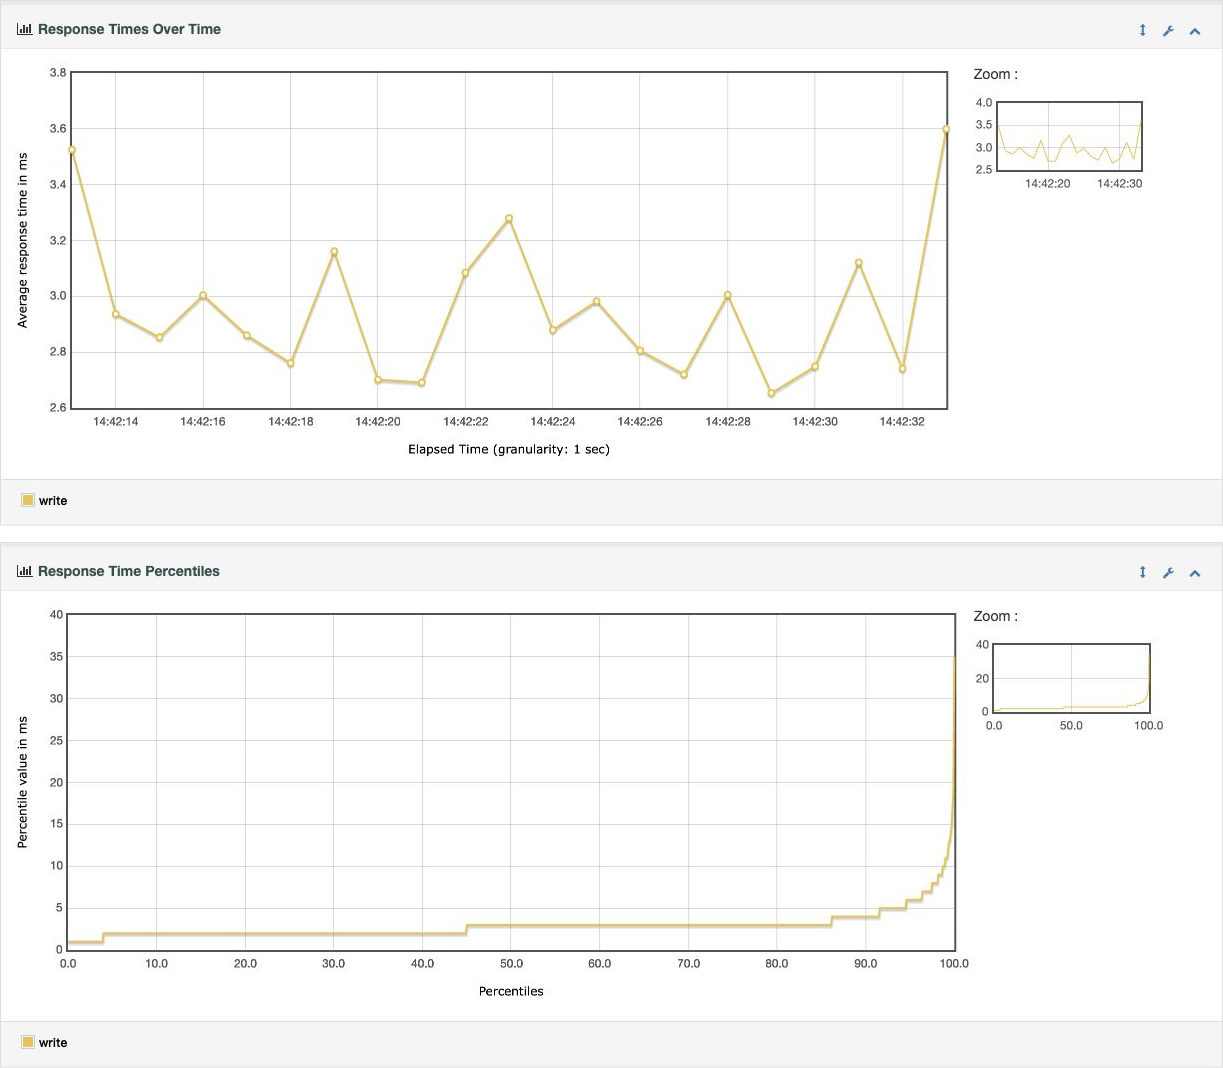 Response Times Over Time
Zoom :
Average response time in ms
3.8
3.6
3.4
3.2
3.0
2.8
2.6
14:42:14 14:42:16 14:42:18 14:42:20 14:42:22 14:42:24 14:42:26 14:42:28 14:42:30 14:42:32
Elapsed Time (granularity: 1 sec)
4.0
3.5
3.0
2.5
14:42:20 14:42:30
write
Response Time Percentiles
Zoom :
Percentile value in ms
40
35
30
25
20
15
10
5
0
0.0 10.0 20.0 30.0 40.0 50.0 60.0 70.0 80.0 90.0 100.0
Percentiles
40
20
0
0.0 50.0 100.0
write